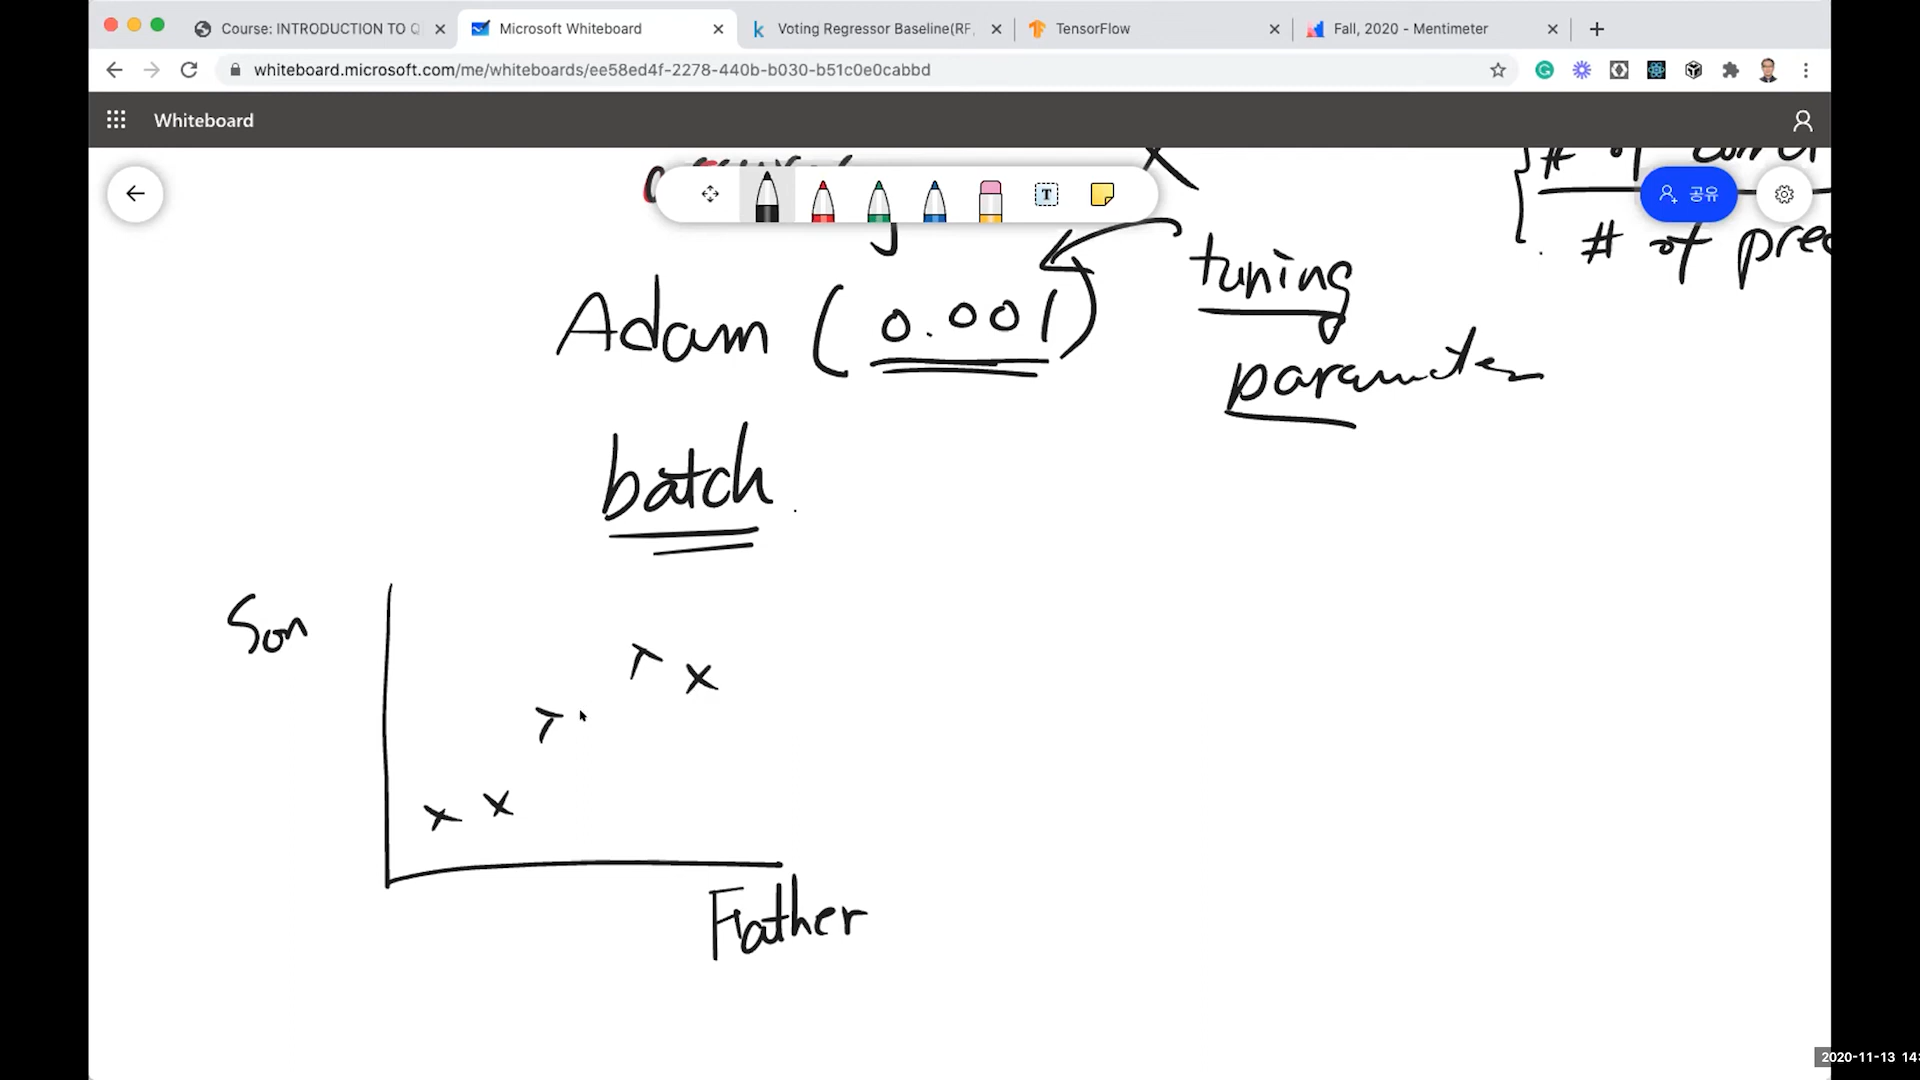 Course: INTRODUCTION TO Q
Microsoft Whiteboard
Voting Regressor Baseline(RF,
TensorFlow
Fall, 2020 - Mentimeter
whiteboard.microsoft.com/me/whiteboards/ee58ed4f-2278-440b-b030-b51c0e0cabbd
Whiteboard
공유
# of
# of pre
tuning
parameter
Adam (0.001)
batch
Son
Father
2020-11-13 14: